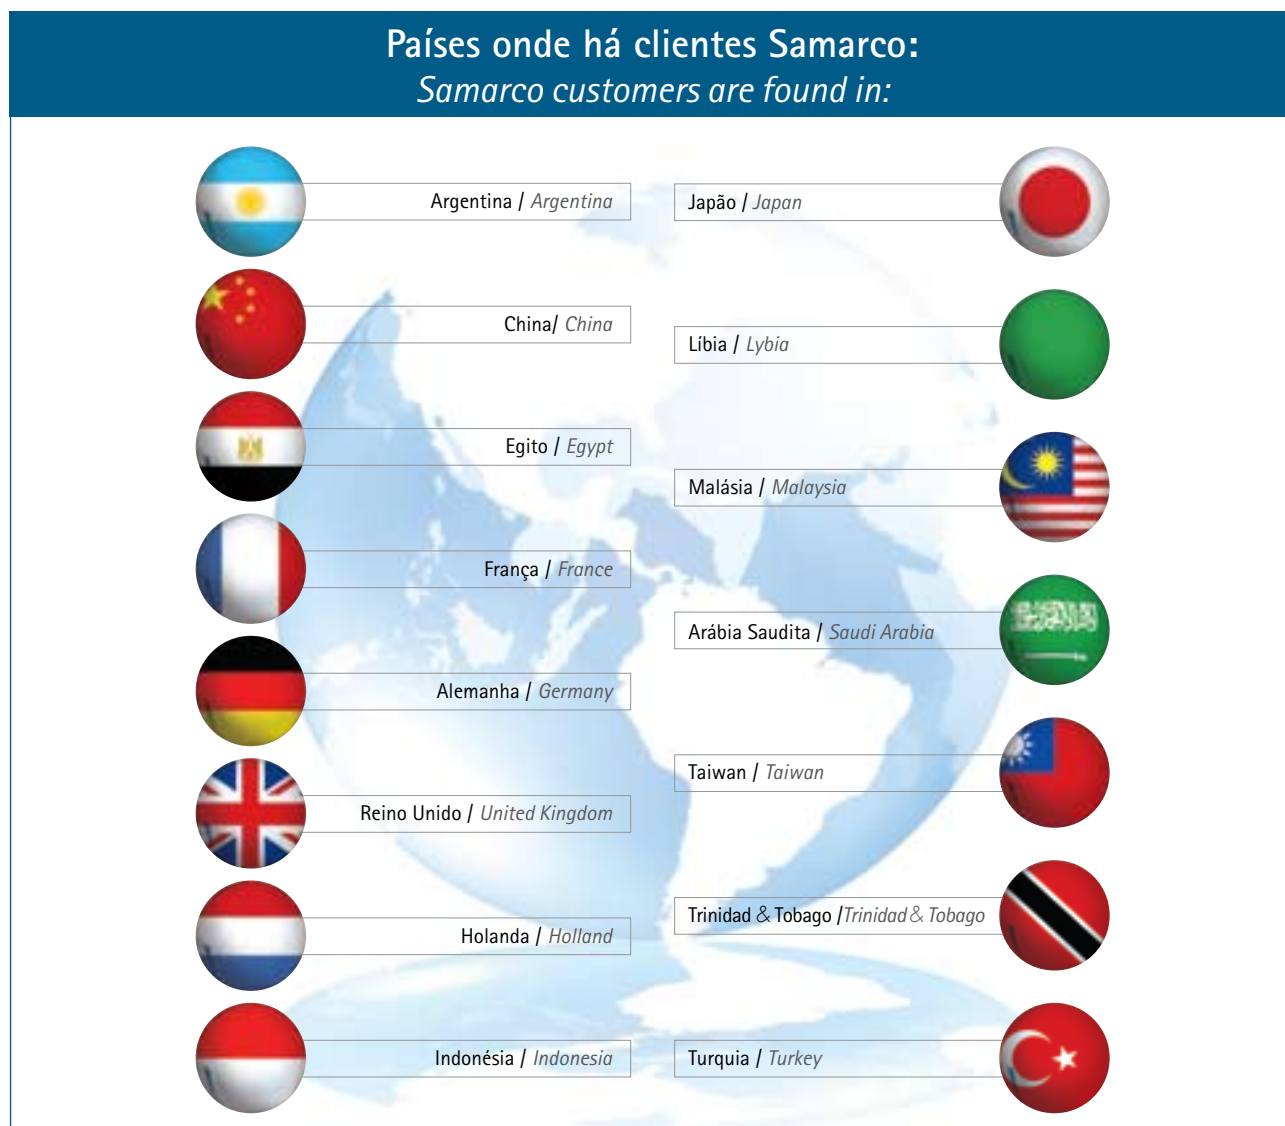 Países onde há clientes Samarco:
Samarco customers are found in:
Argentina / Argentina
China/ China
Egito / Egypt
França / France
Alemanha / Germany
Reino Unido / United Kingdom
Holanda / Holland
Indonésia / Indonesia
Japão / Japan
Líbia / Lybia
Malásia / Malaysia
Arábia Saudita / Saudi Arabia
Taiwan / Taiwan
Trinidad & Tobago /Trinidad & Tobago
Turquia / Turkey